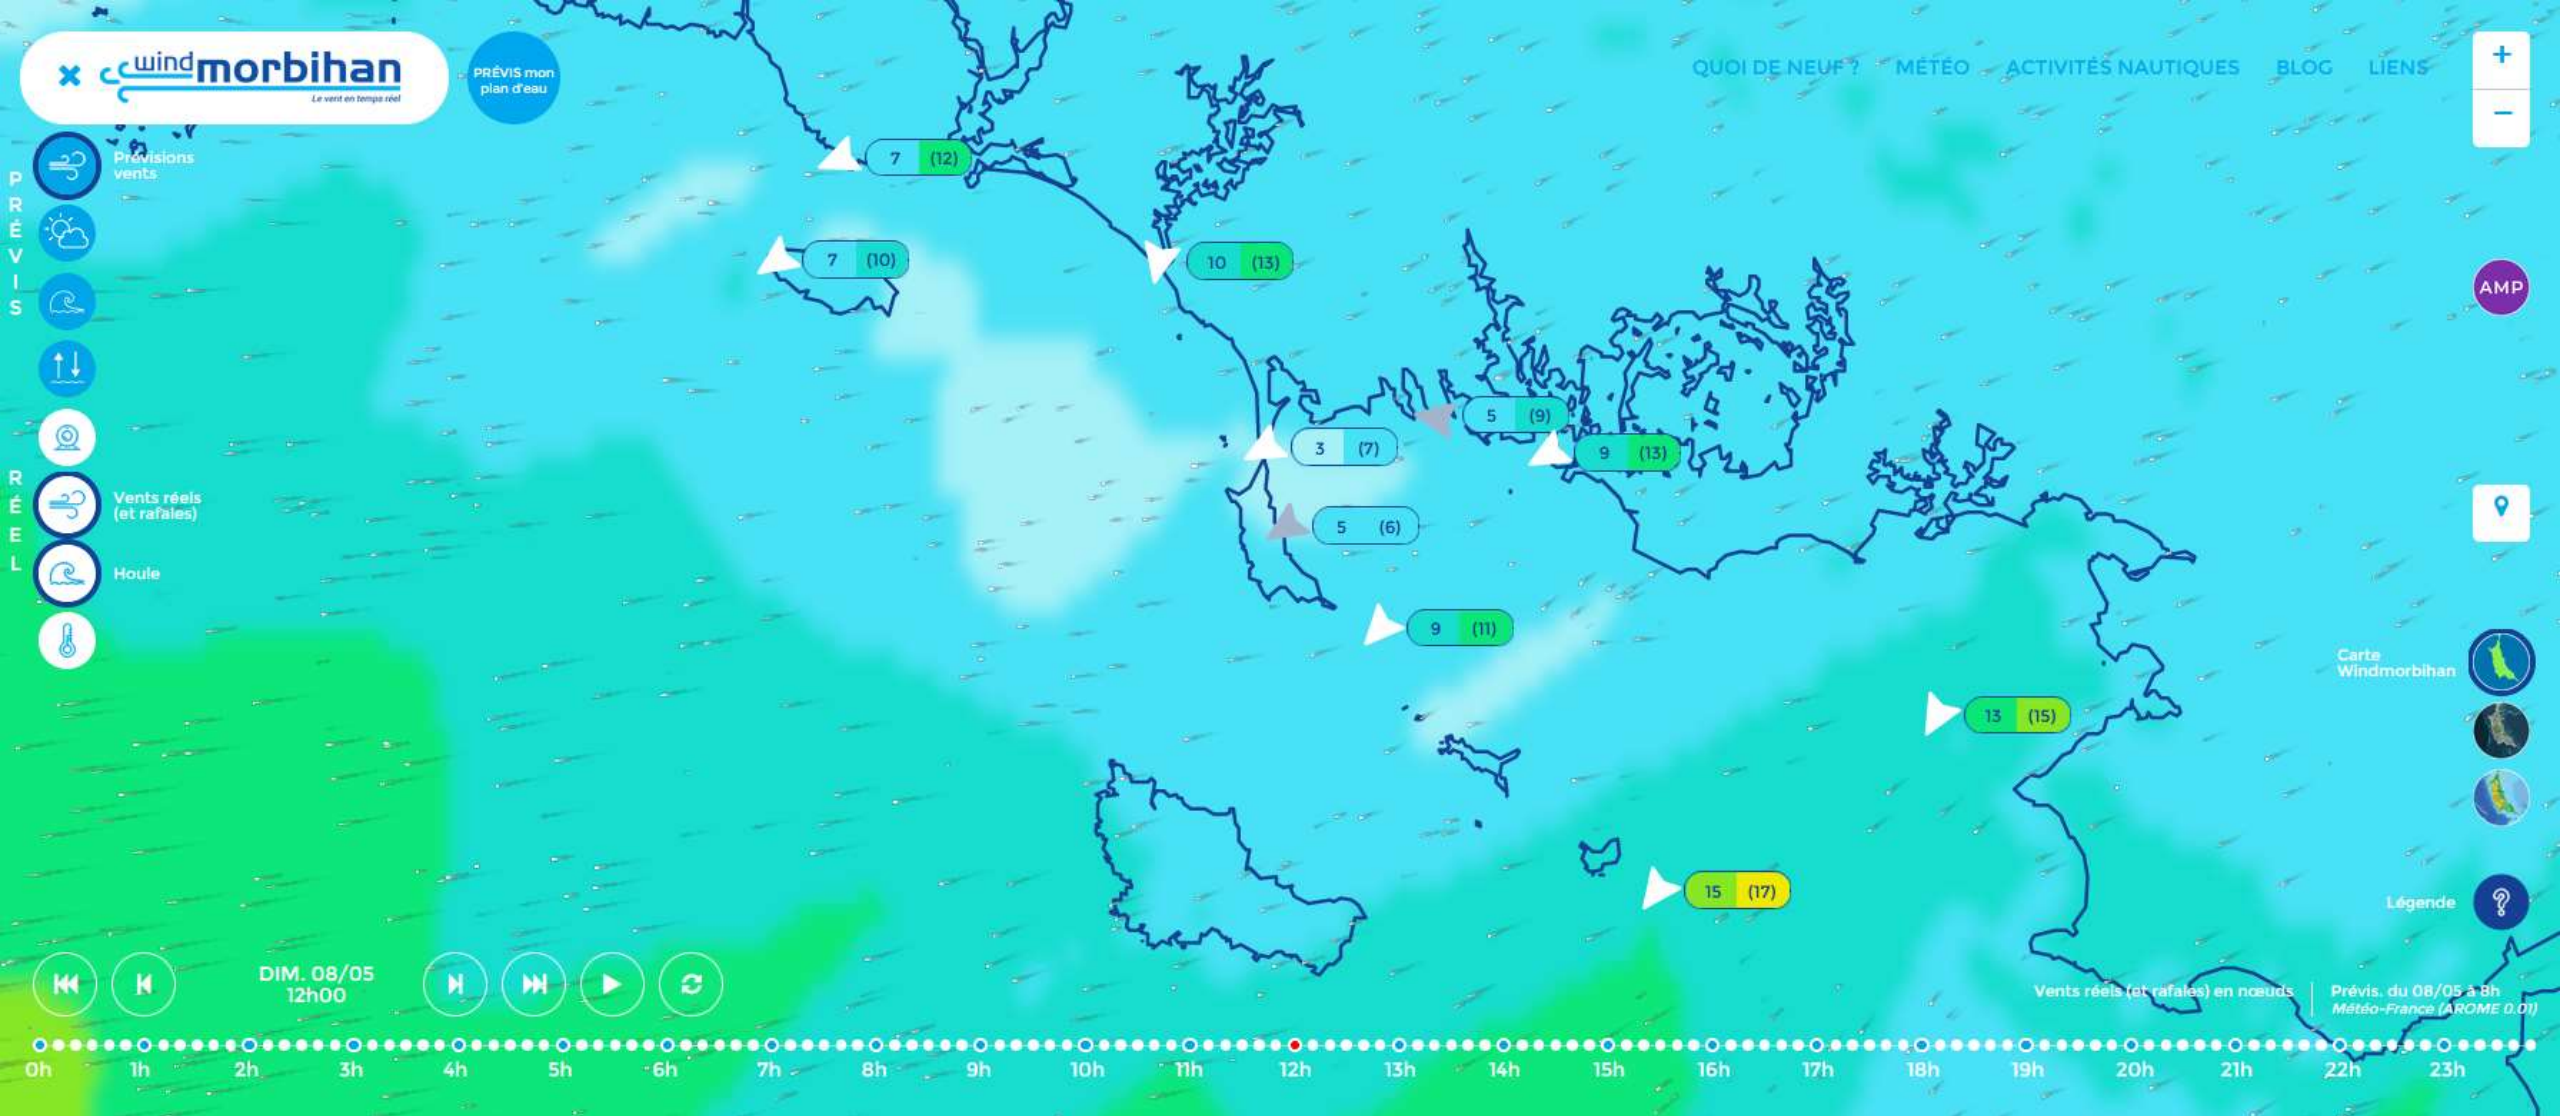 windmorbihan
Le vent en temps réel
PRÉVIS mon
plan d'eau
QUOI DE NEUF ?
MÉTÉO
ACTIVITÉS NAUTIQUES
BLOG
LIENS
+
−
PRÉVIS
Prévisions
vents
7 (12)
7 (10)
10 (13)
AMP
5 (9)
3 (7)
9 (13)
RÉEL
Vents réels
(et rafales)
5 (6)
Houle
9 (11)
Carte
Windmorbihan
13 (15)
15 (17)
Légende
?
DIM. 08/05
12h00
Vents réels (et rafales) en nœuds
Prévis. du 08/05 à 8h
Météo-France (AROME 0.01)
0h 1h 2h 3h 4h 5h 6h 7h 8h 9h 10h 11h 12h 13h 14h 15h 16h 17h 18h 19h 20h 21h 22h 23h